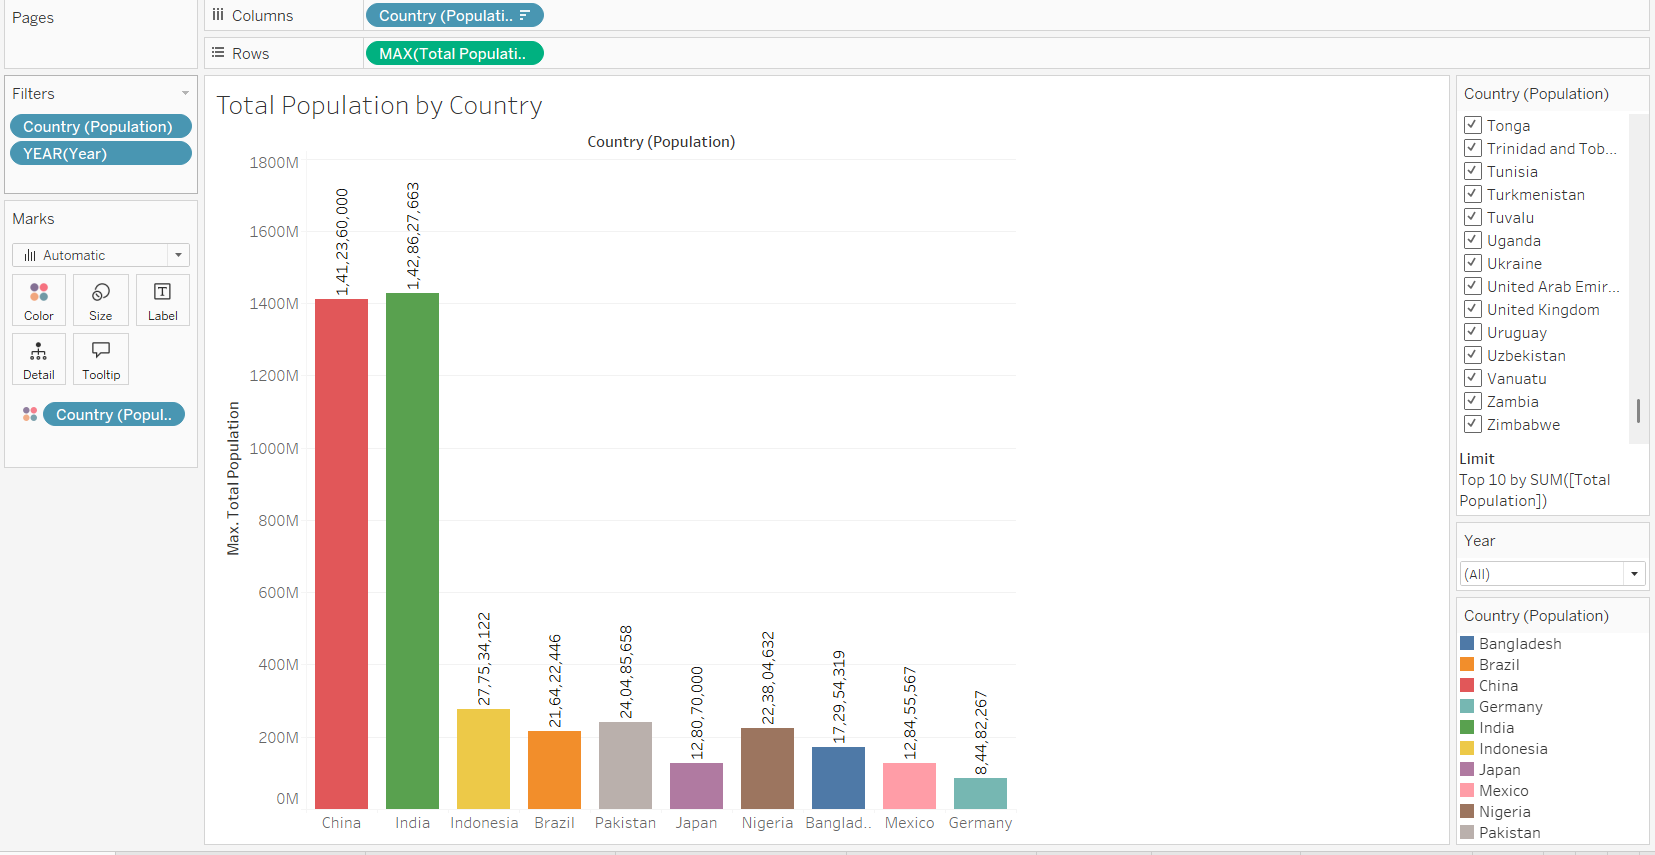 Pages
Columns
Country (Populati..
Rows
MAX(Total Populati..
Filters
Country (Population)
YEAR(Year)
Marks
Automatic
Color
Size
Label
Detail
Tooltip
Country (Popul..
Total Population by Country
Country (Population)
Max. Total Population
1800M
1600M
1400M
1200M
1000M
800M
600M
400M
200M
0M
1,41,23,60,000
1,42,86,27,663
27,75,34,122
21,64,22,446
24,04,85,658
12,80,70,000
22,38,04,632
17,29,54,319
12,84,55,567
8,44,82,267
China
India
Indonesia
Brazil
Pakistan
Japan
Nigeria
Banglad..
Mexico
Germany
Country (Population)
Tonga
Trinidad and Tob...
Tunisia
Turkmenistan
Tuvalu
Uganda
Ukraine
United Arab Emir...
United Kingdom
Uruguay
Uzbekistan
Vanuatu
Zambia
Zimbabwe
Limit
Top 10 by SUM([Total
Population])
Year
(All)
Country (Population)
Bangladesh
Brazil
China
Germany
India
Indonesia
Japan
Mexico
Nigeria
Pakistan